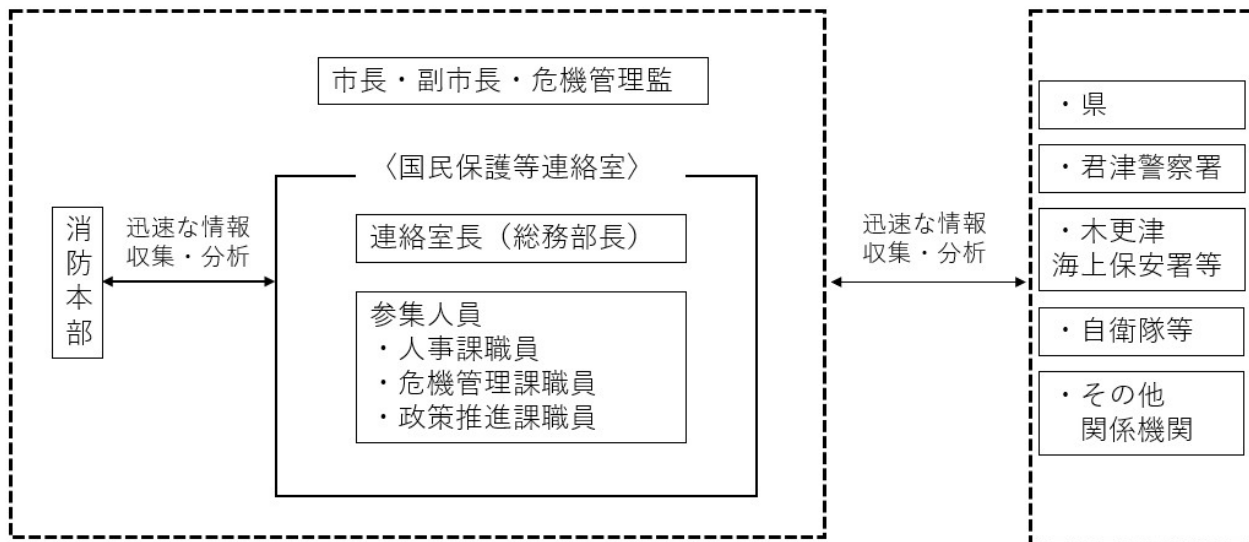 市長・副市長・危機管理監
〈国民保護等連絡室〉
連絡室長（総務部長）
参集人員
・人事課職員
・危機管理課職員
・政策推進課職員
消防本部
迅速な情報
収集・分析
迅速な情報
収集・分析
・県
・君津警察署
・木更津
海上保安署等
・自衛隊等
・その他
関係機関